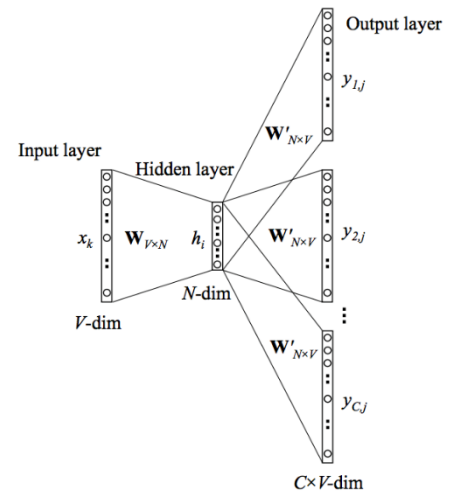 Output layer
y1,j
W'N×V
Input layer
Hidden layer
xk
WV×N
hi
W'N×V
y2,j
N-dim
V-dim
W'N×V
yC,j
C×V-dim